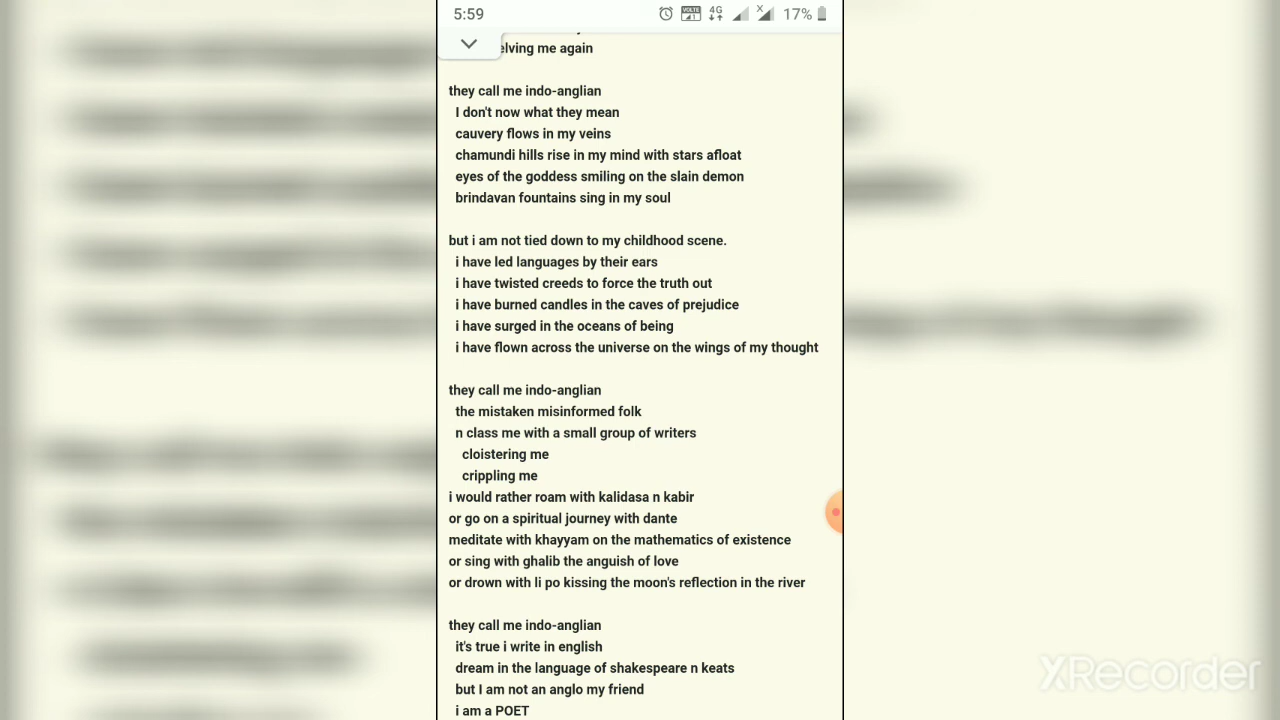 5:59
VOLTE 1
4G
X
17%
elving me again
they call me indo-anglian
I don't now what they mean
cauvery flows in my veins
chamundi hills rise in my mind with stars afloat
eyes of the goddess smiling on the slain demon
brindavan fountains sing in my soul
but i am not tied down to my childhood scene.
i have led languages by their ears
i have twisted creeds to force the truth out
i have burned candles in the caves of prejudice
i have surged in the oceans of being
i have flown across the universe on the wings of my thought
they call me indo-anglian
the mistaken misinformed folk
n class me with a small group of writers
cloistering me
crippling me
i would rather roam with kalidasa n kabir
or go on a spiritual journey with dante
meditate with khayyam on the mathematics of existence
or sing with ghalib the anguish of love
or drown with li po kissing the moon's reflection in the river
they call me indo-anglian
it's true i write in english
dream in the language of shakespeare n keats
but I am not an anglo my friend
i am a POET
XRecorder